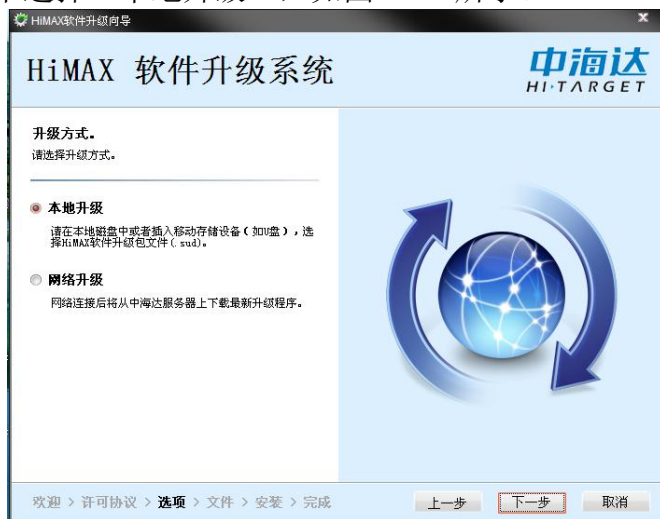 HiMAX软件升级向导
HiMAX 软件升级系统
中海达
HI·TARGET
升级方式。
请选择升级方式。
本地升级
请在本地磁盘中或者插入移动存储设备（如U盘），选
择HiMAX软件升级包文件(.sud)。
网络升级
网络连接后将从中海达服务器上下载最新升级程序。
欢迎 > 许可协议 > 选项 > 文件 > 安装 > 完成
上一步 下一步 取消